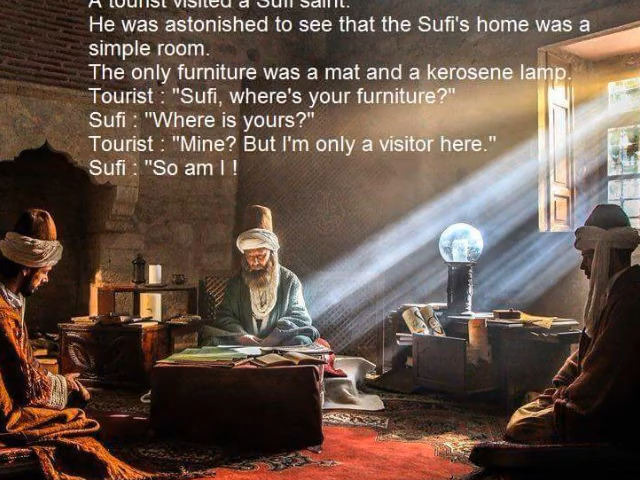 A tourist visited a Sufi saint.
He was astonished to see that the Sufi's home was a
simple room.
The only furniture was a mat and a kerosene lamp.
Tourist : "Sufi, where's your furniture?"
Sufi : "Where is yours?"
Tourist : "Mine? But I'm only a visitor here."
Sufi : "So am I !